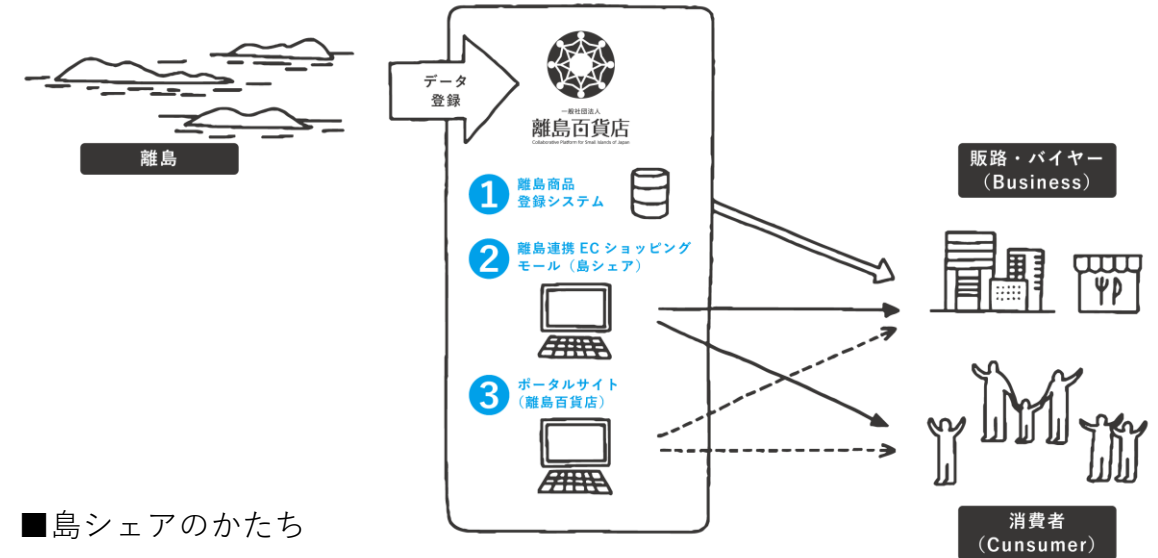 離島
データ
登録
一般社団法人
離島百貨店
Collaborative Platform for Small Islands of Japan
1 離島商品
登録システム
2 離島連携 EC ショッピング
モール（島シェア）
3 ポータルサイト
（離島百貨店）
販路・バイヤー
（Business）
消費者
（Cunsumer）
■島シェアのかたち